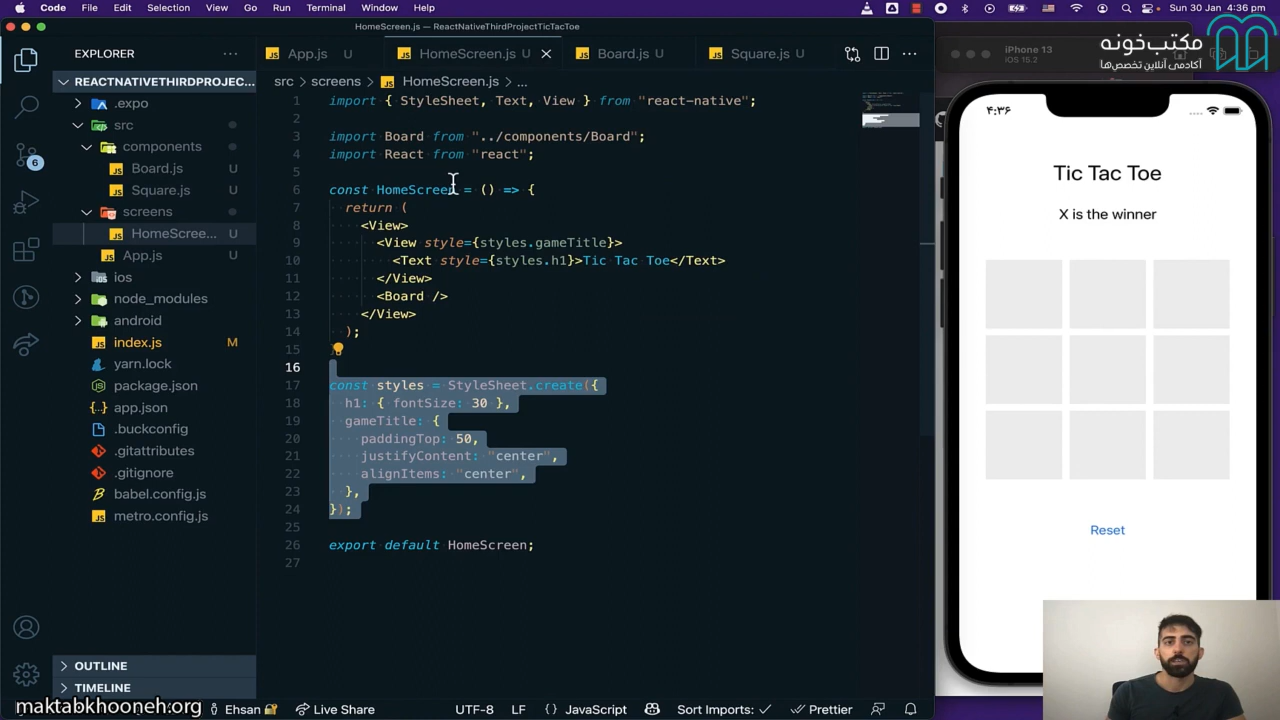 Code File Edit Selection View Go Run Terminal Window Help
Sun 30 Jan 4:36 pm
HomeScreen.js — ReactNativeThirdProjectTicTacToe
EXPLORER
REACTNATIVETHIRDPROJEC...
.expo
src
components
Board.js U
Square.js U
screens
HomeScree... U
App.js U
ios
node_modules
android
index.js M
yarn.lock
package.json
app.json
.buckconfig
.gitattributes
.gitignore
babel.config.js
metro.config.js
OUTLINE
TIMELINE
6
App.js U
HomeScreen.js U
Board.js U
Square.js U
src > screens > HomeScreen.js > ...
1 import { StyleSheet, Text, View } from "react-native";
2
3 import Board from "../components/Board";
4 import React from "react";
5
6 const HomeScreen = () => {
7 return (
8 <View>
9 <View style={styles.gameTitle}>
10 <Text style={styles.h1}>Tic Tac Toe</Text>
11 </View>
12 <Board />
13 </View>
14 );
15
16
17 const styles = StyleSheet.create({
18 h1: { fontSize: 30 },
19 gameTitle: {
20 paddingTop: 50,
21 justifyContent: "center",
22 alignItems: "center",
23 },
24 });
25
26 export default HomeScreen;
27
مکتب‌خونه
آکادمی آنلاین تخصص‌ها
iPhone 13
iOS 15.2
۴:۳۶
Tic Tac Toe
X is the winner
Reset
maktabkhooneh.org
Ehsan
Live Share
UTF-8
LF
{} JavaScript
Sort Imports: ✓
Prettier